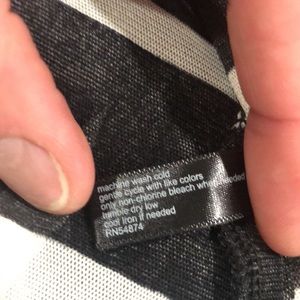 machine wash cold
gentle cycle with like colors
only non-chlorine bleach when needed
tumble dry low
cool iron if needed
RN54874